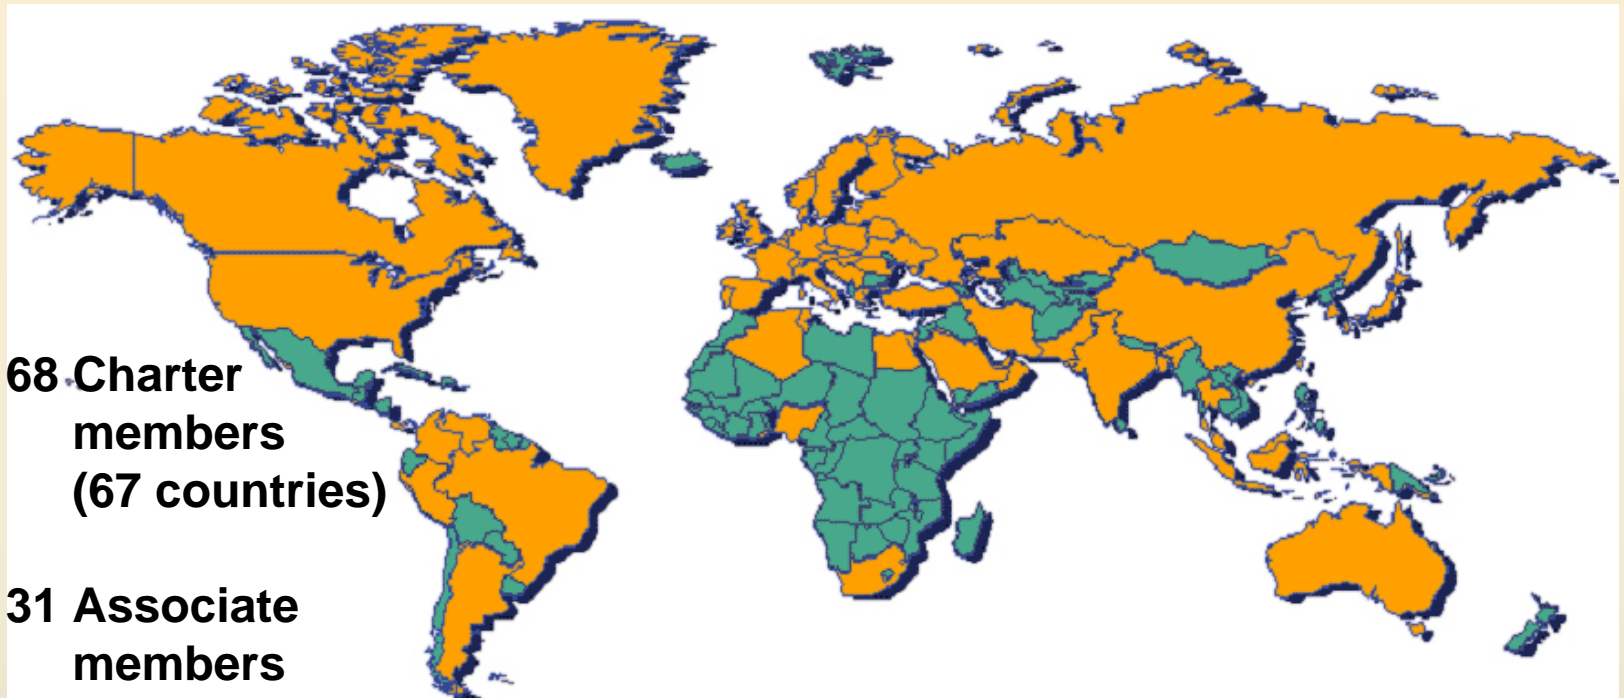 68 Charter
members
(67 countries)
31 Associate
members